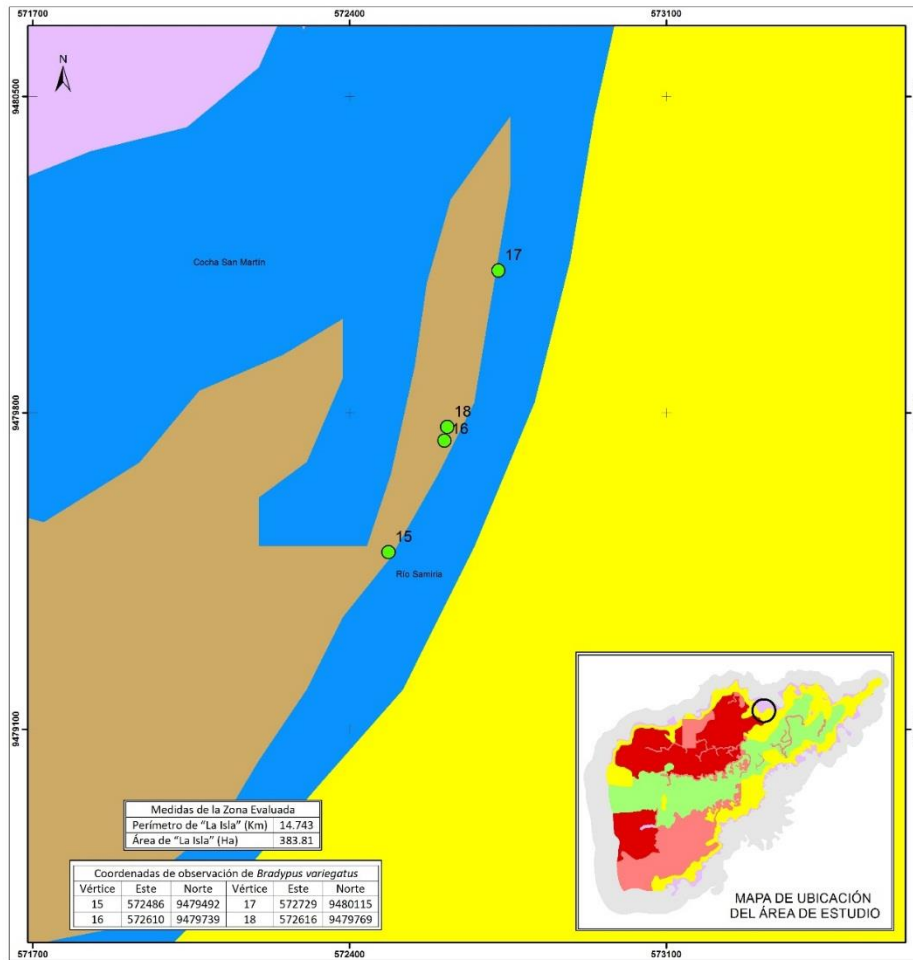 571700 572400 573100
N
9480500
Cocha San Martín
17
9479800
18
16
15
Río Samiria
9479100
Medidas de la Zona Evaluada
Perímetro de "La Isla" (Km) 14.743
Área de "La Isla" (Ha) 383.81
Coordenadas de observación de Bradypus variegatus
Vértice Este Norte Vértice Este Norte
15 572486 9479492 17 572729 9480115
16 572610 9479739 18 572616 9479769
MAPA DE UBICACIÓN
DEL ÁREA DE ESTUDIO
571700 572400 573100